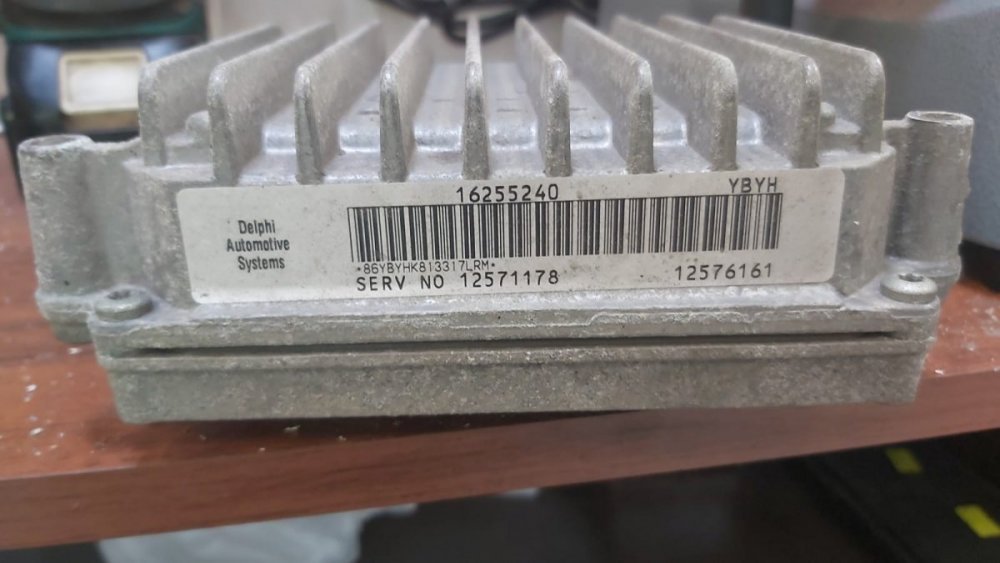 16255240 YBYH
Delphi
Automotive
Systems
*86YBYHK813317LRM*
SERV NO 12571178 12576161